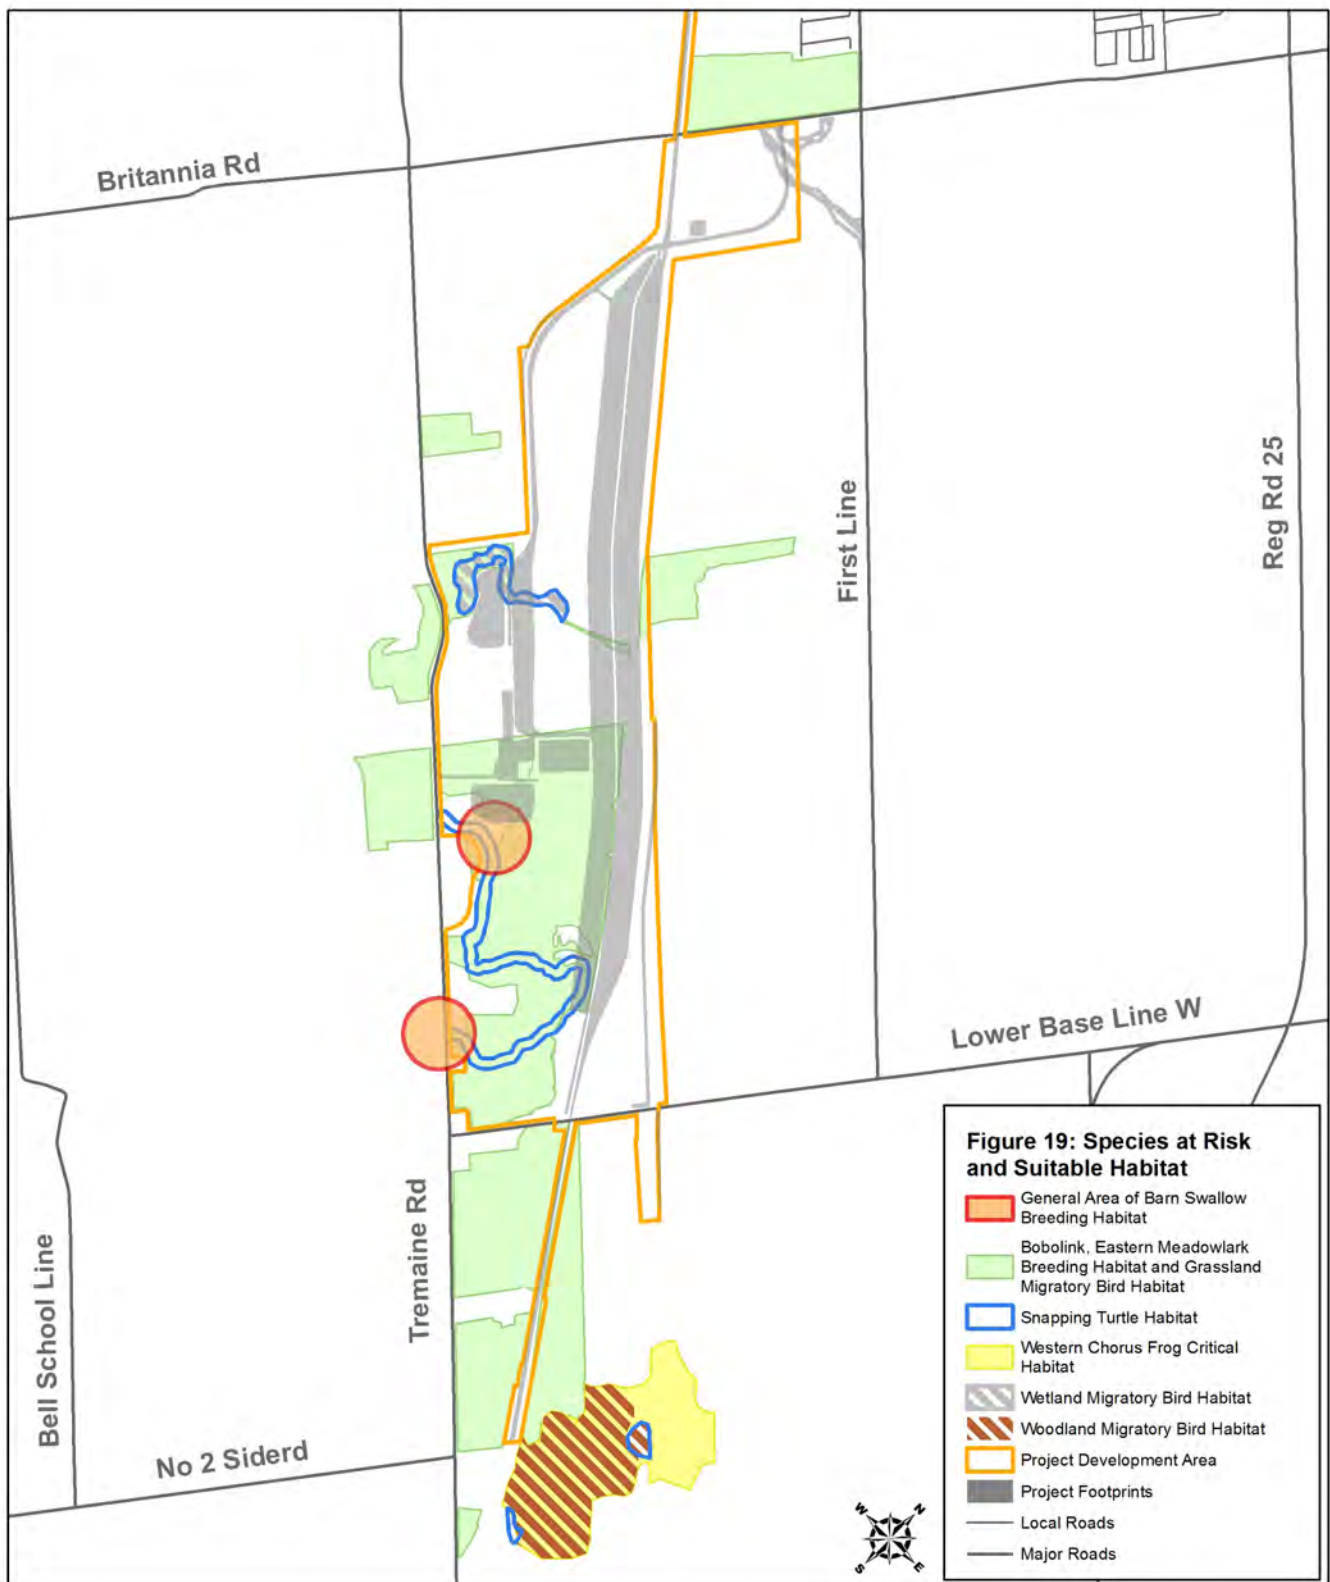 Britannia Rd
Reg Rd 25
First Line
Lower Base Line W
Tremaine Rd
Bell School Line
No 2 Siderd
Figure 19: Species at Risk
and Suitable Habitat
General Area of Barn Swallow
Breeding Habitat
Bobolink, Eastern Meadowlark
Breeding Habitat and Grassland
Migratory Bird Habitat
Snapping Turtle Habitat
Western Chorus Frog Critical
Habitat
Wetland Migratory Bird Habitat
Woodland Migratory Bird Habitat
Project Development Area
Project Footprints
Local Roads
Major Roads
W
N
S
E